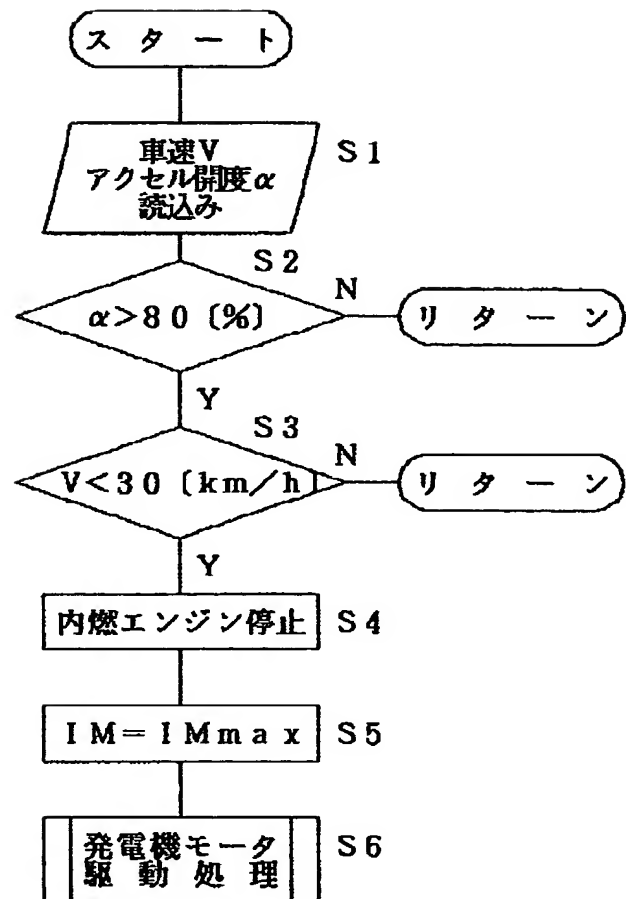 スタート
車速V
アクセル開度α
読込み
S1
S2
α>80〔%〕
N
リターン
Y
S3
V<30〔km/h〕
N
リターン
Y
内燃エンジン停止
S4
IM=IMmax
S5
発電機モータ
駆動処理
S6